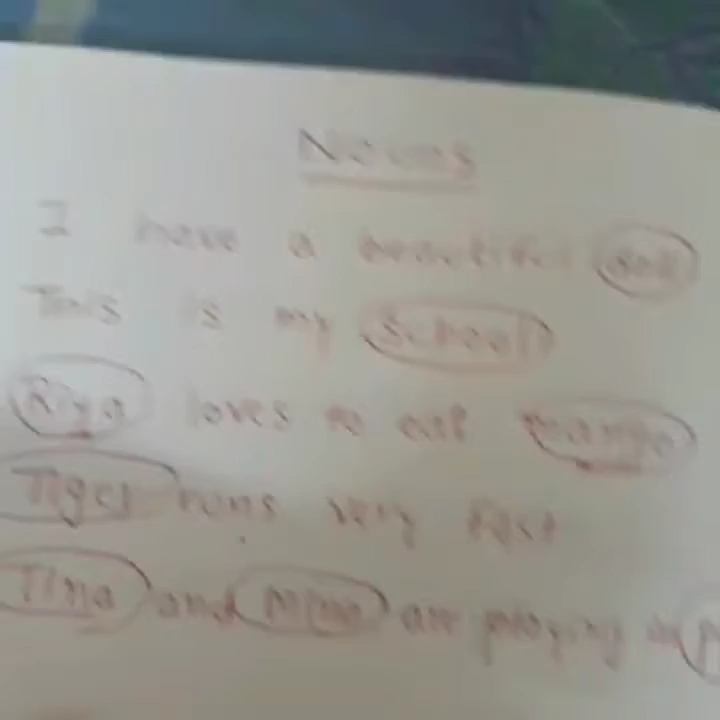 Nouns
I have a beautiful doll
This is my School
Riya loves to eat mango
Tiger runs very fast
Tina and Mina are playing in